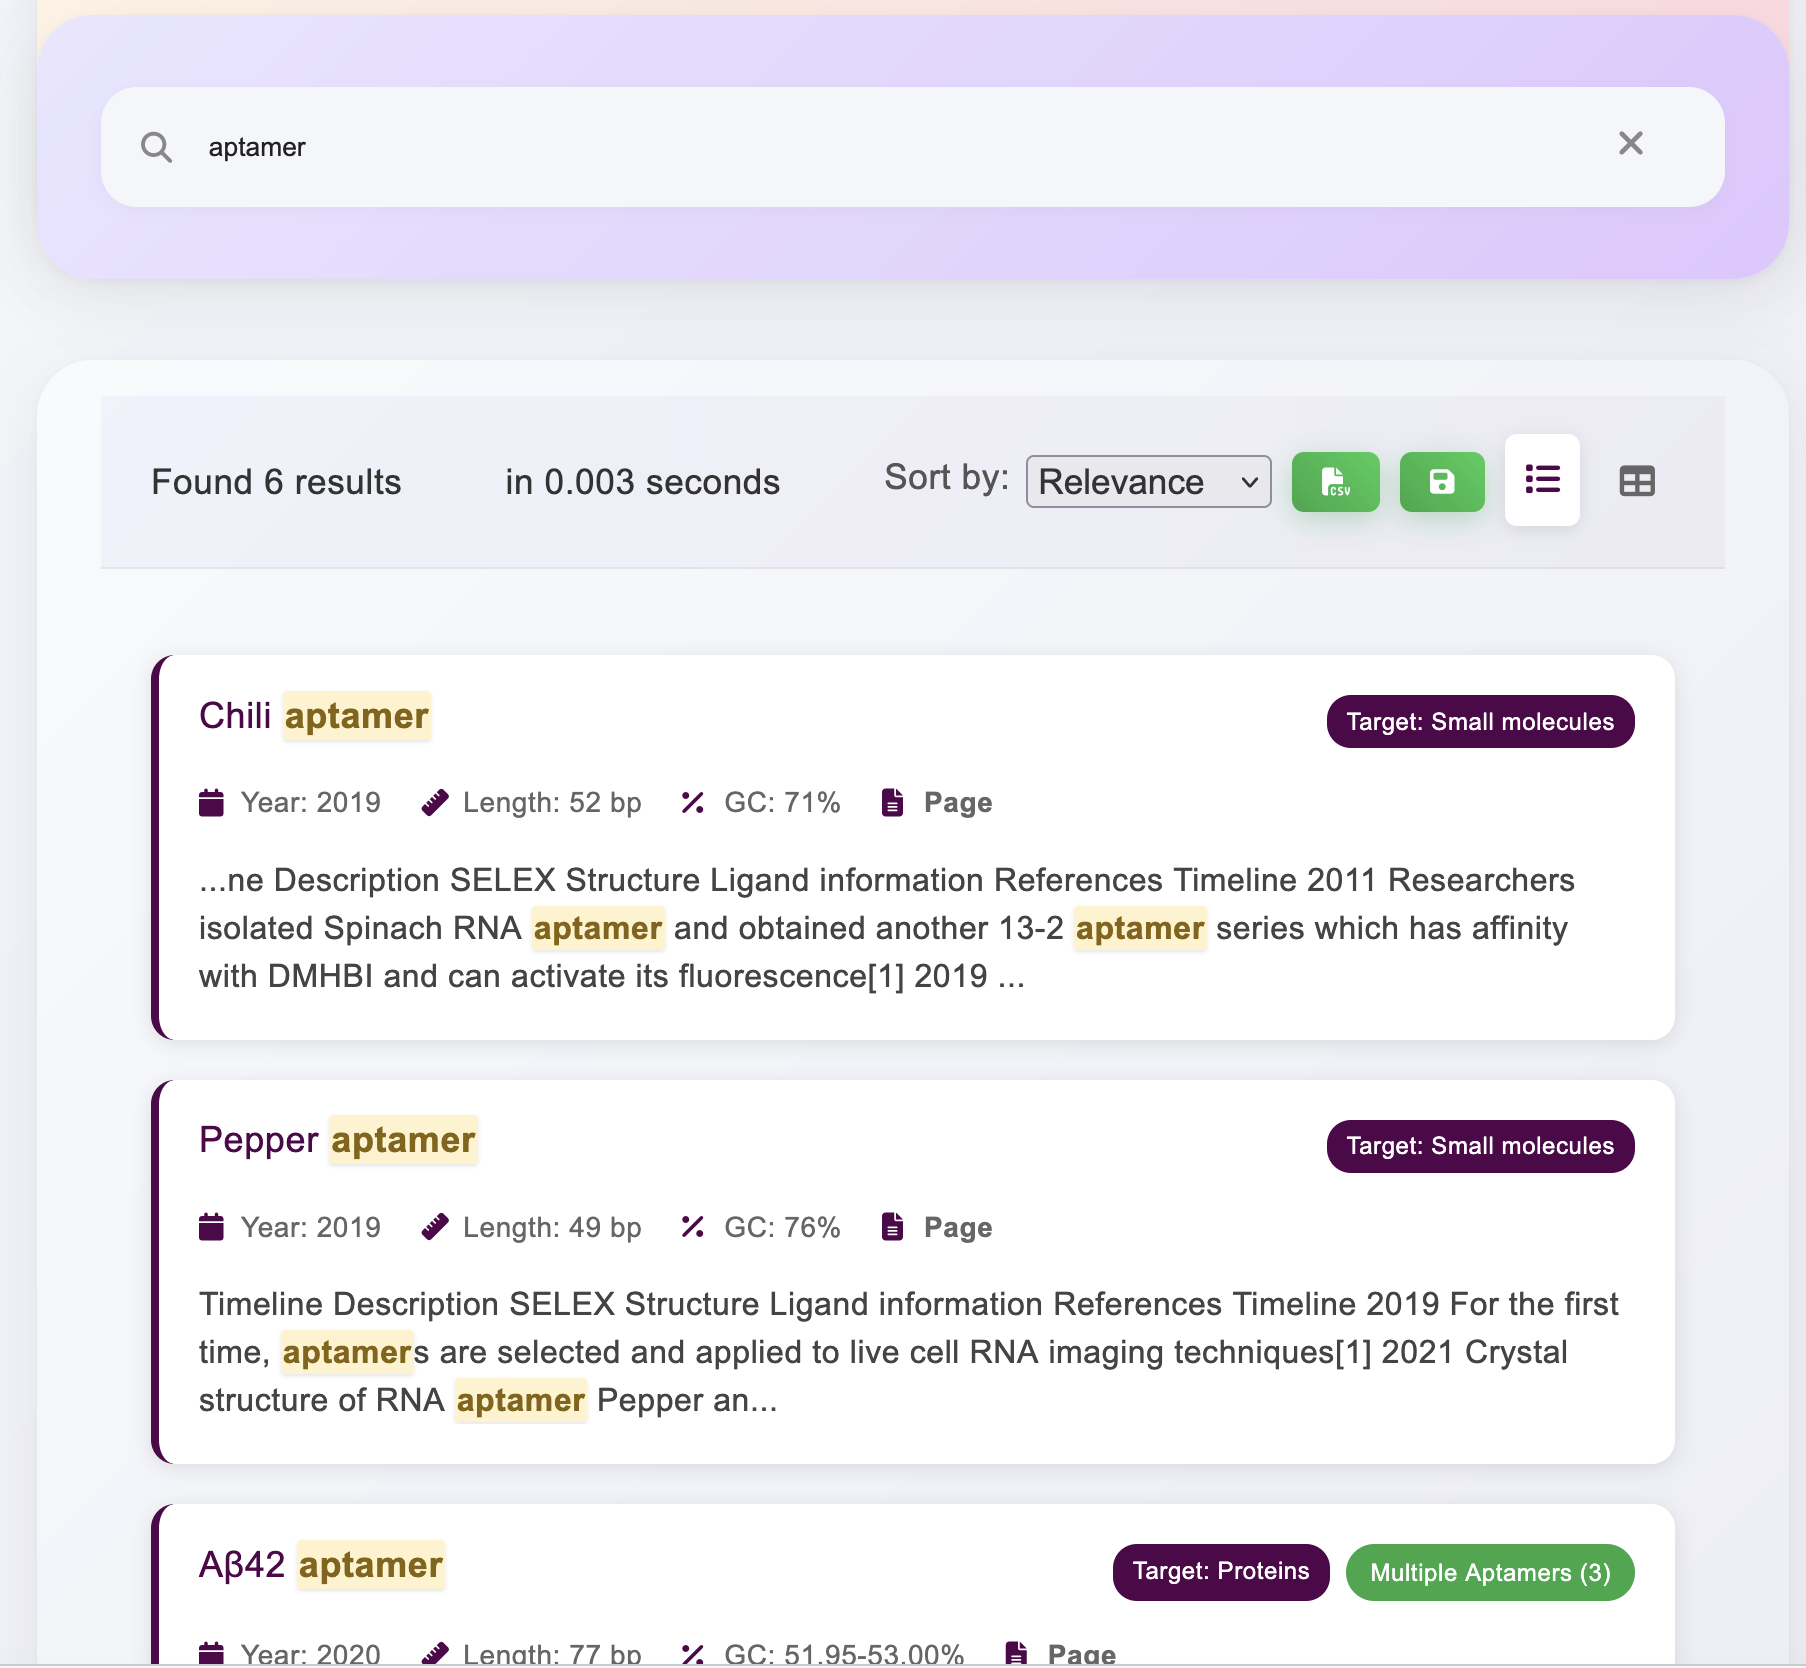 aptamer
Found 6 results in 0.003 seconds Sort by: Relevance CSV
Chili aptamer Target: Small molecules
Year: 2019 Length: 52 bp GC: 71% Page
...ne Description SELEX Structure Ligand information References Timeline 2011 Researchers
isolated Spinach RNA aptamer and obtained another 13-2 aptamer series which has affinity
with DMHBI and can activate its fluorescence[1] 2019 ...
Pepper aptamer Target: Small molecules
Year: 2019 Length: 49 bp GC: 76% Page
Timeline Description SELEX Structure Ligand information References Timeline 2019 For the first
time, aptamers are selected and applied to live cell RNA imaging techniques[1] 2021 Crystal
structure of RNA aptamer Pepper an...
Aβ42 aptamer Target: Proteins Multiple Aptamers (3)
Year: 2020 Length: 77 bp GC: 51.95-53.00% Page